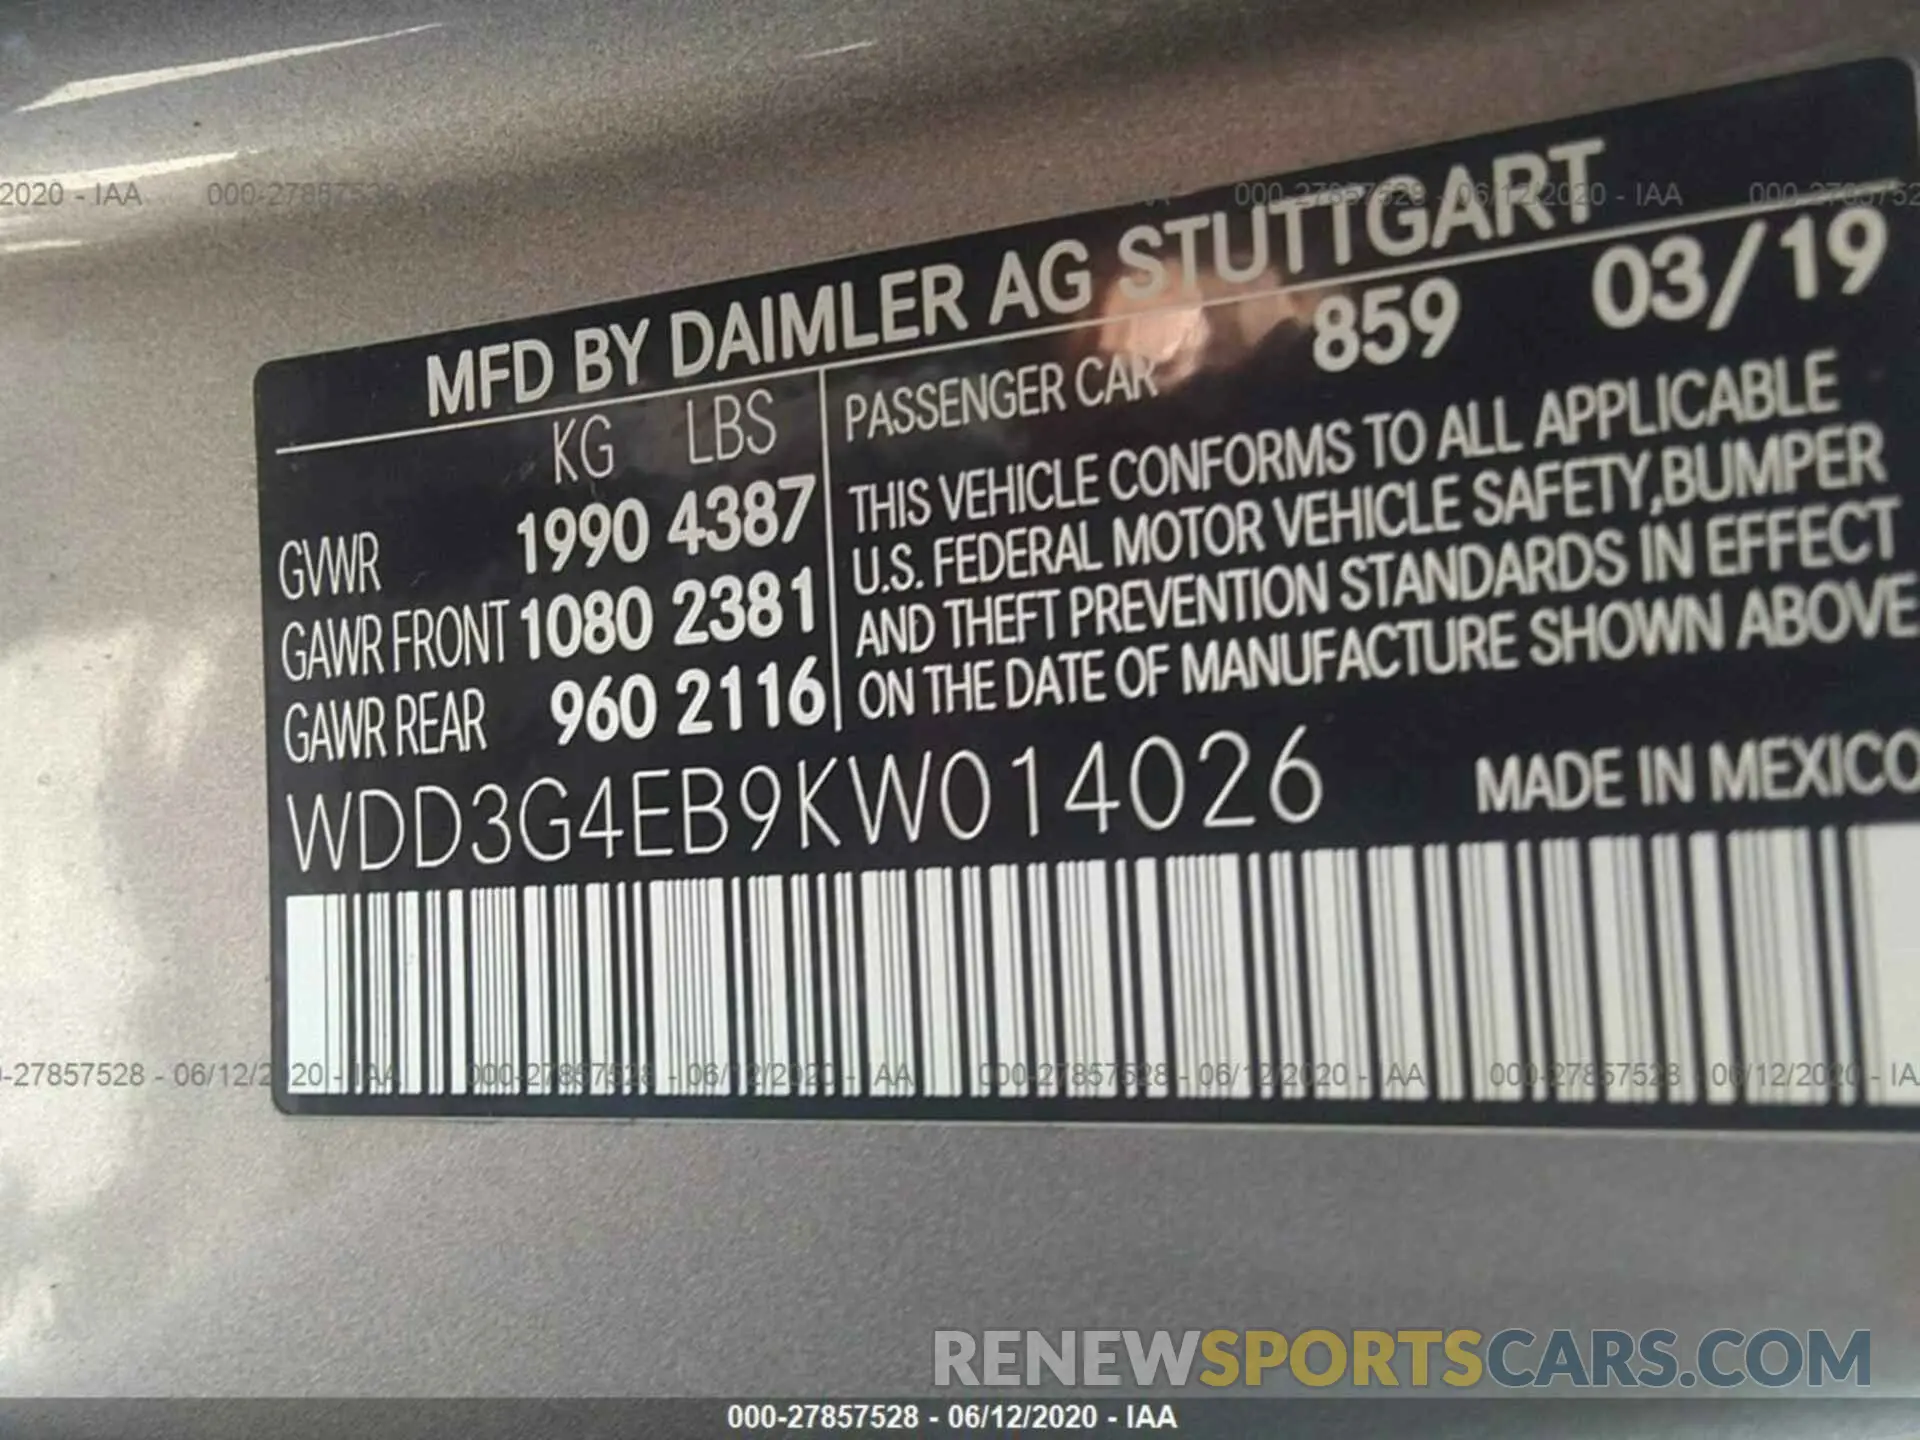 MFD BY DAIMLER AG STUTTGART
KG LBS
PASSENGER CAR 859 03/19
GVWR 1990 4387
GAWR FRONT 1080 2381
GAWR REAR 960 2116
THIS VEHICLE CONFORMS TO ALL APPLICABLE
U.S. FEDERAL MOTOR VEHICLE SAFETY,BUMPER
AND THEFT PREVENTION STANDARDS IN EFFECT
ON THE DATE OF MANUFACTURE SHOWN ABOVE
WDD3G4EB9KW014026 MADE IN MEXICO
2020 - IAA 000-27857528 000-27857528 - 06/12/2020 - IAA
-27857528 - 06/12/2020 - IAA 000-27857528 - 06/12/2020 - IAA 000-27857528 - 06/12/2020 - IAA 000-27857528 - 06/12/2020 - IA
RENEWSPORTSCARS.COM
000-27857528 - 06/12/2020 - IAA